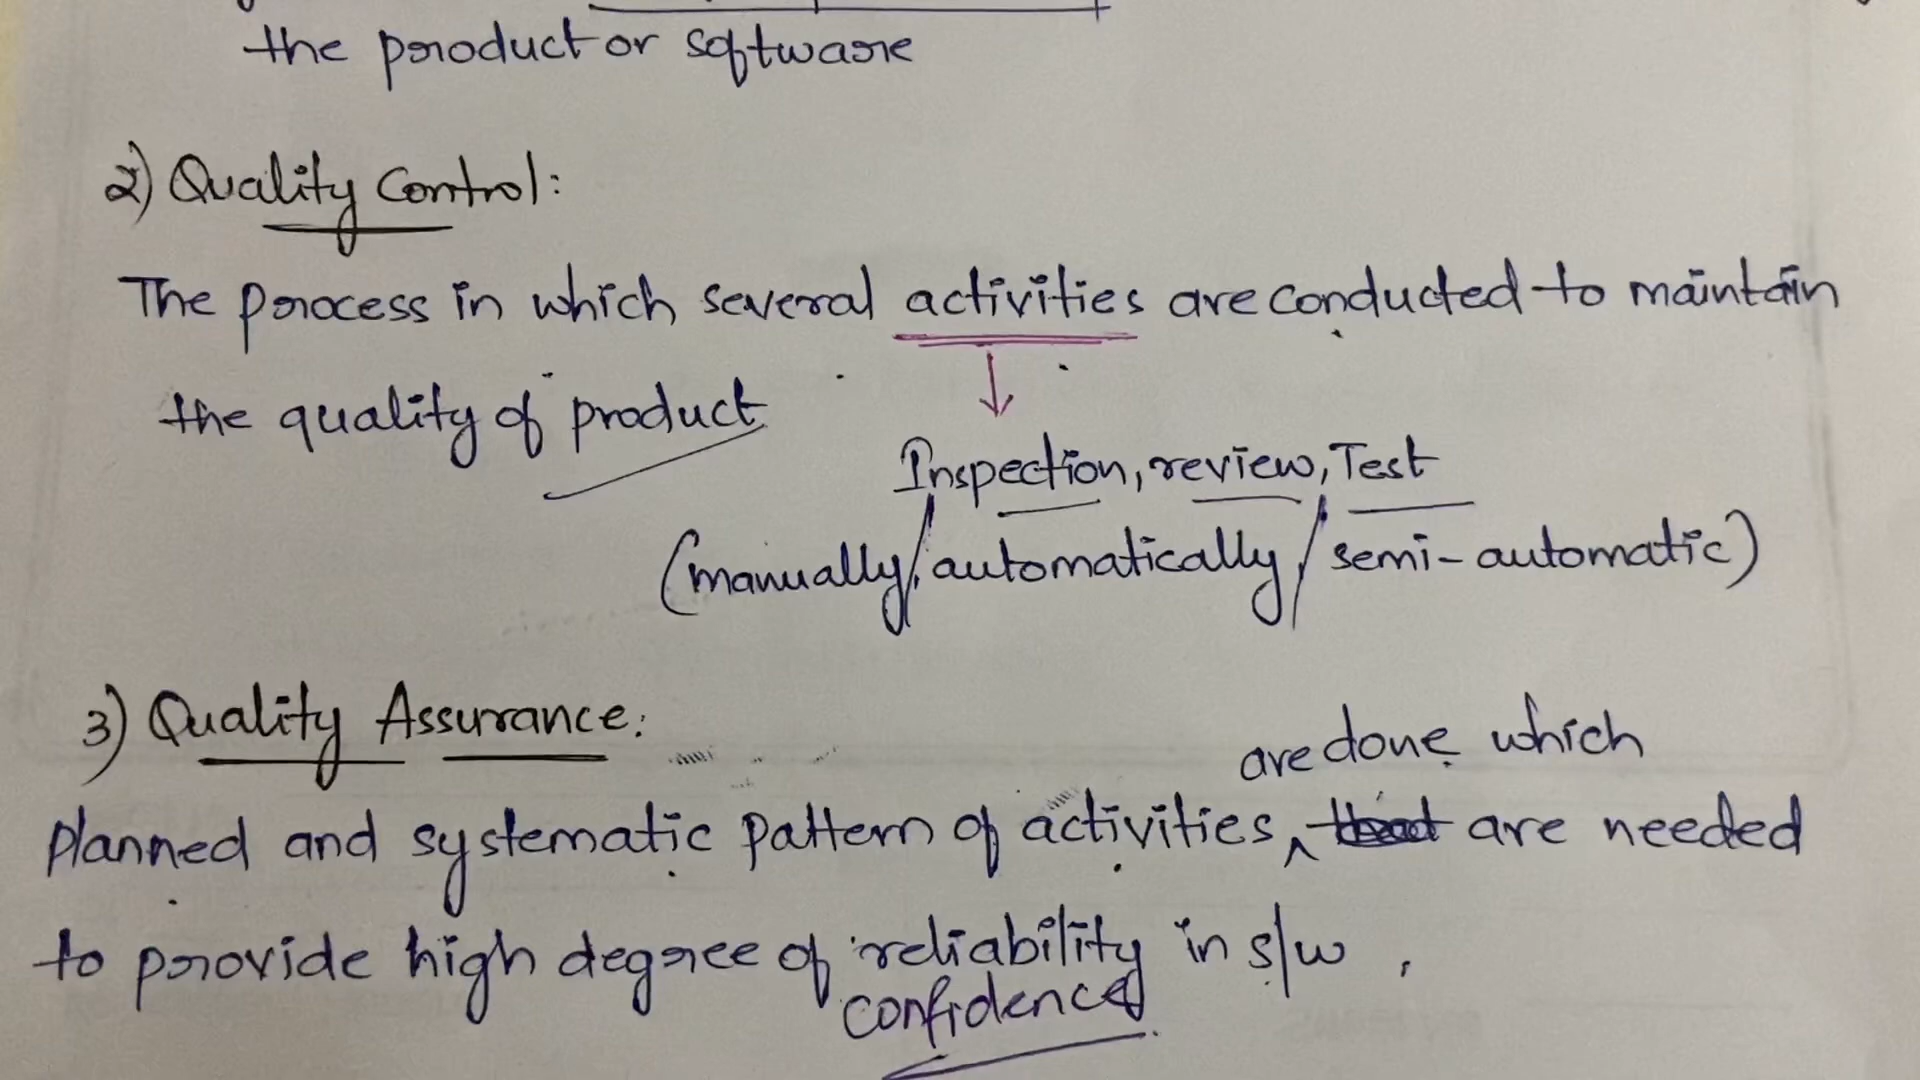 the product or software
2) Quality Control:
The process in which several activities are conducted to maintain
the quality of product
Inspection, review, Test
(manually/automatically/semi-automatic)
3) Quality Assurance:
are done which
planned and systematic pattern of activities ^ that are needed
to provide high degree of reliability in s/w.
confidence